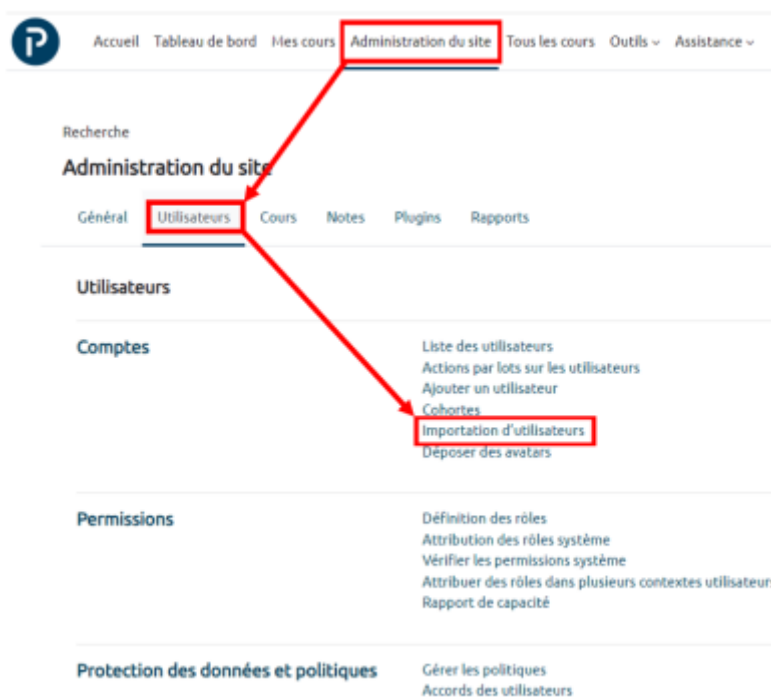 Accueil Tableau de bord Mes cours Administration du site Tous les cours Outils Assistance
Recherche
Administration du site
Général Utilisateurs Cours Notes Plugins Rapports
Utilisateurs
Comptes
Liste des utilisateurs
Actions par lots sur les utilisateurs
Ajouter un utilisateur
Cohortes
Importation d'utilisateurs
Déposer des avatars
Permissions
Définition des rôles
Attribution des rôles système
Vérifier les permissions système
Attribuer des rôles dans plusieurs contextes utilisateurs
Rapport de capacité
Protection des données et politiques
Gérer les politiques
Accords des utilisateurs